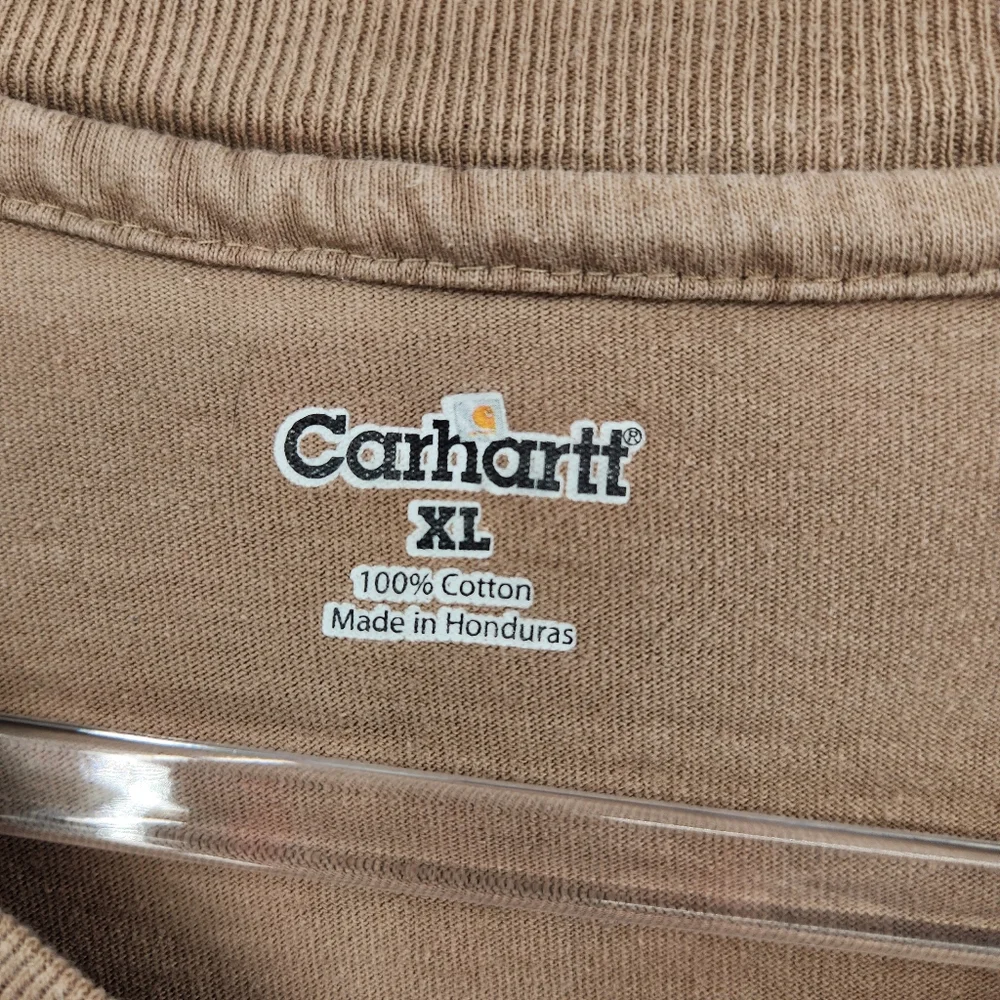 Carhartt®
XL
100% Cotton
Made in Honduras